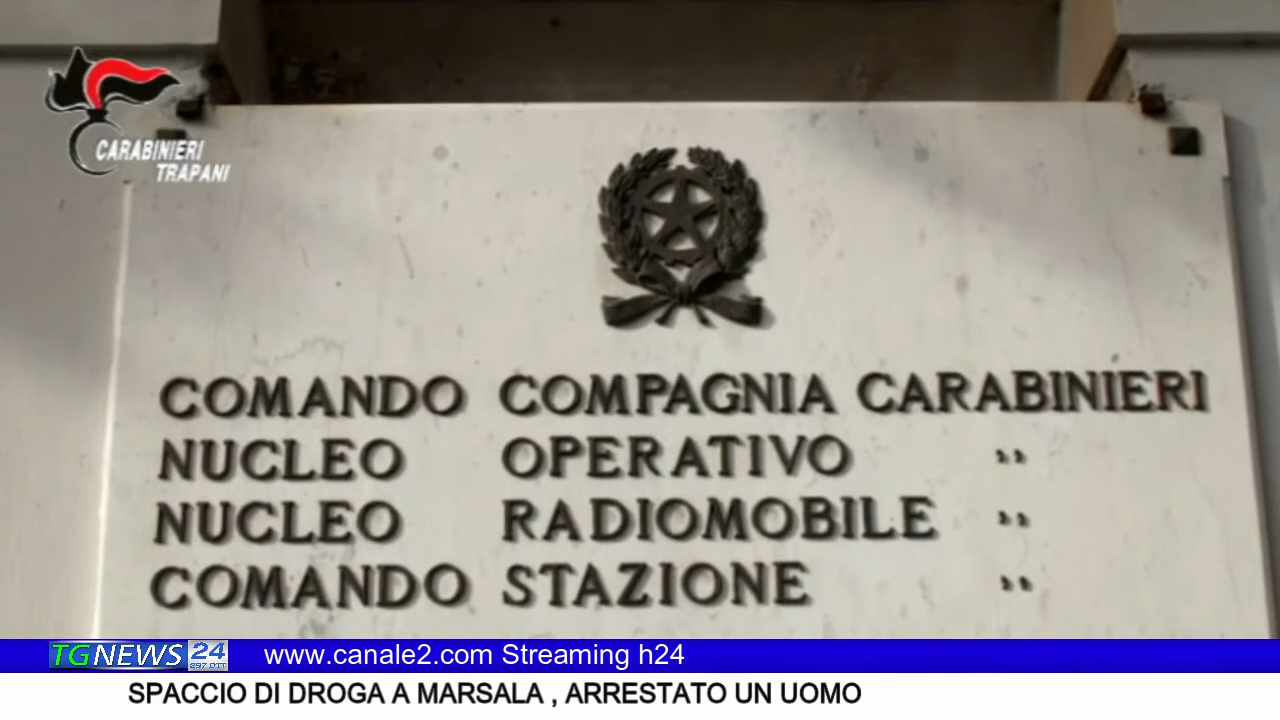 CARABINIERI
TRAPANI
COMANDO COMPAGNIA CARABINIERI
NUCLEO OPERATIVO ,,
NUCLEO RADIOMOBILE ,,
COMANDO STAZIONE ,,
TGNEWS 24 www.canale2.com Streaming h24
SPACCIO DI DROGA A MARSALA , ARRESTATO UN UOMO